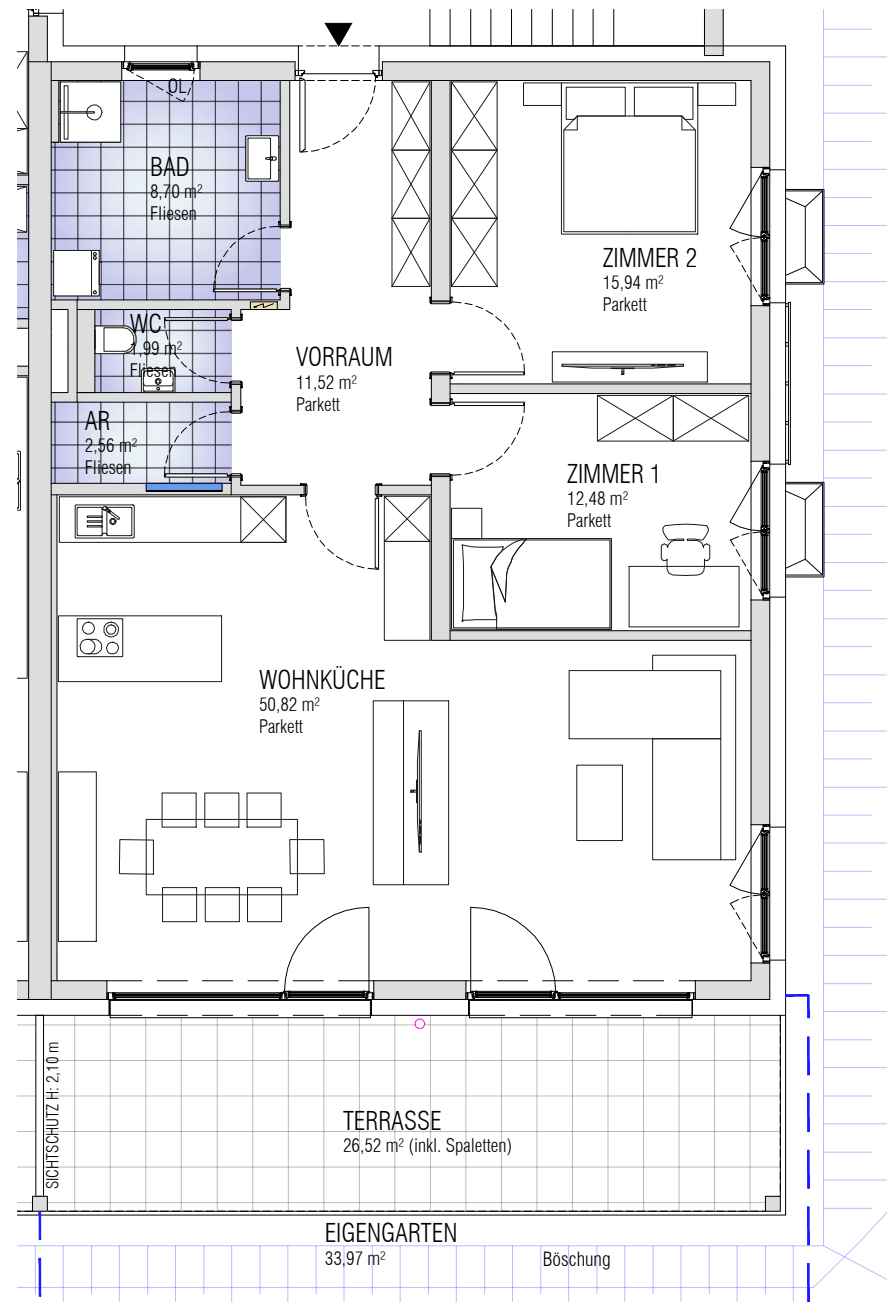 OL
BAD
8,70 m²
Fliesen
ZIMMER 2
15,94 m²
Parkett
WC
1,99 m²
Fliesen
VORRAUM
11,52 m²
Parkett
AR
2,56 m²
Fliesen
ZIMMER 1
12,48 m²
Parkett
WOHNKÜCHE
50,82 m²
Parkett
SICHTSCHUTZ H: 2,10 m
TERRASSE
26,52 m² (inkl. Spaletten)
EIGENGARTEN
33,97 m²
Böschung